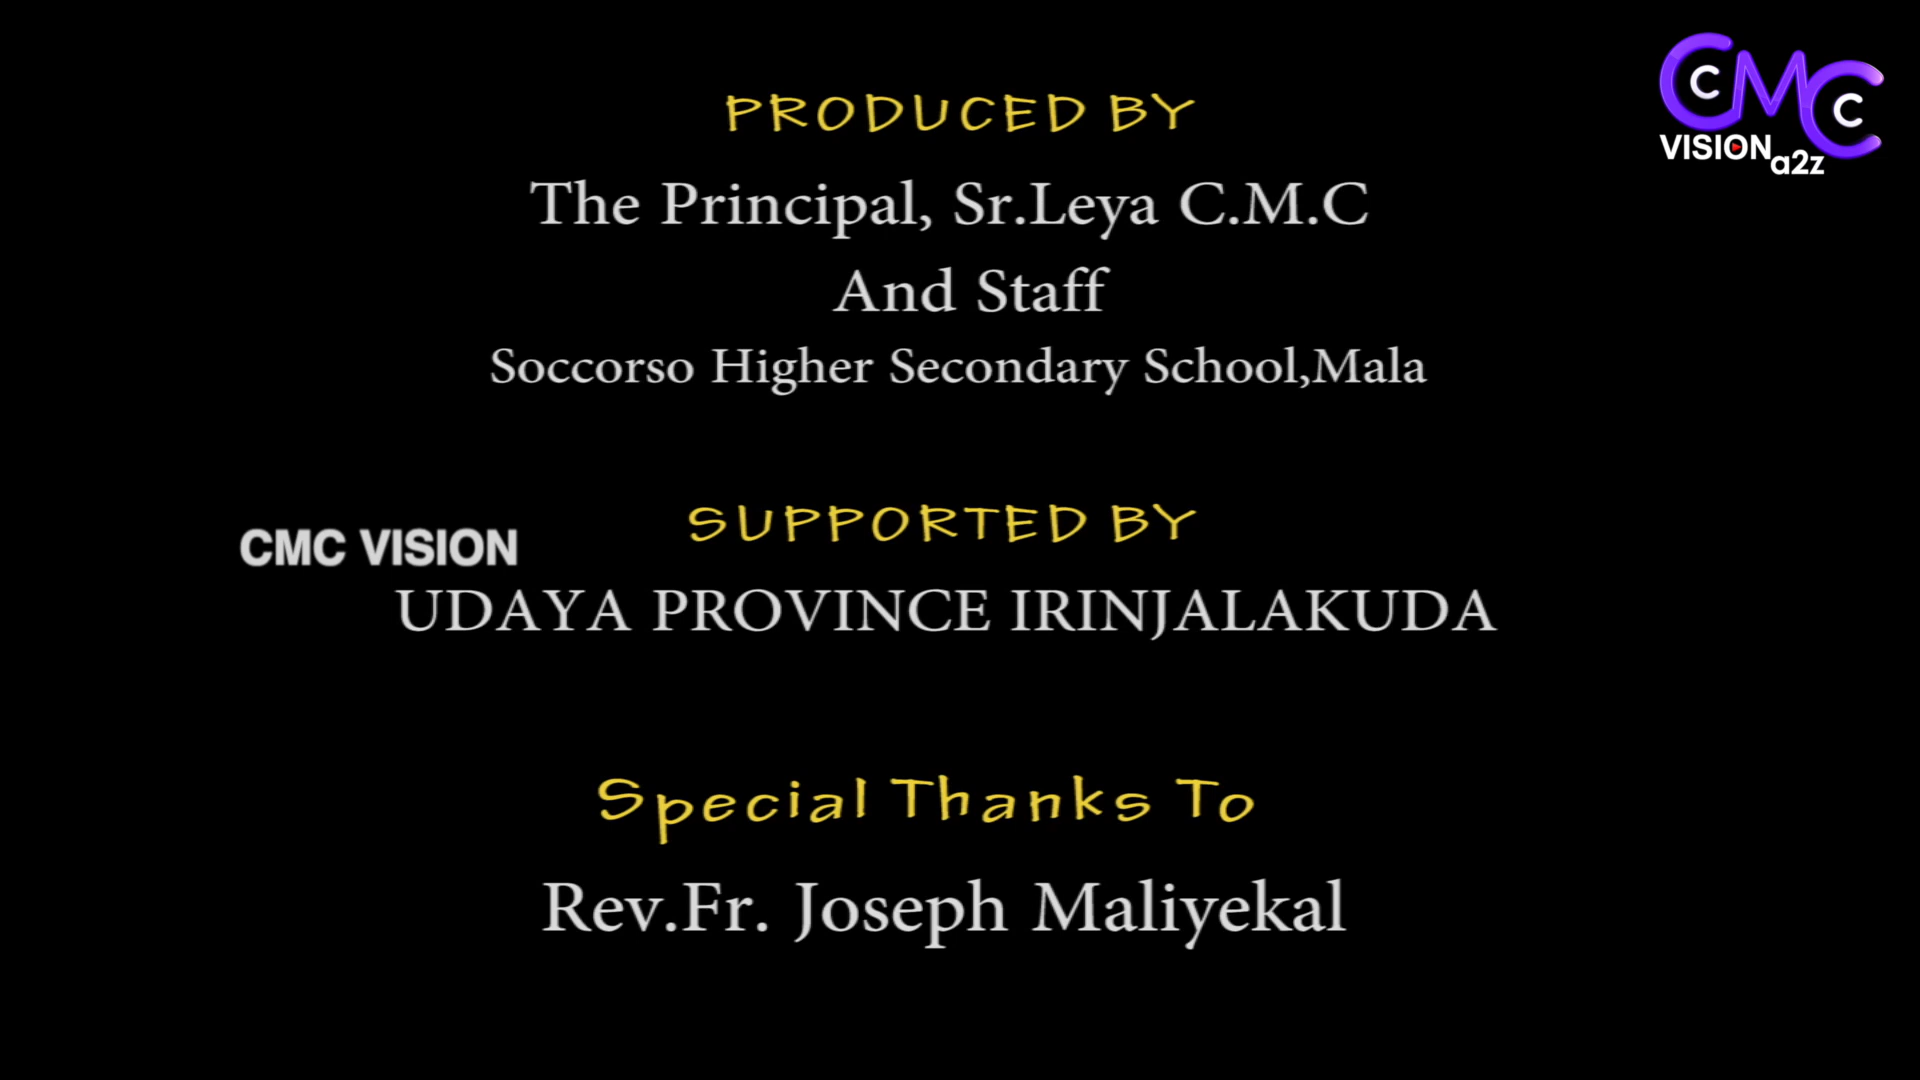 PRODUCED BY
The Principal, Sr.Leya C.M.C
And Staff
Soccorso Higher Secondary School,Mala
SUPPORTED BY
CMC VISION
UDAYA PROVINCE IRINJALAKUDA
Special Thanks To
Rev.Fr. Joseph Maliyekal
CMC
C C
VISION
a2z